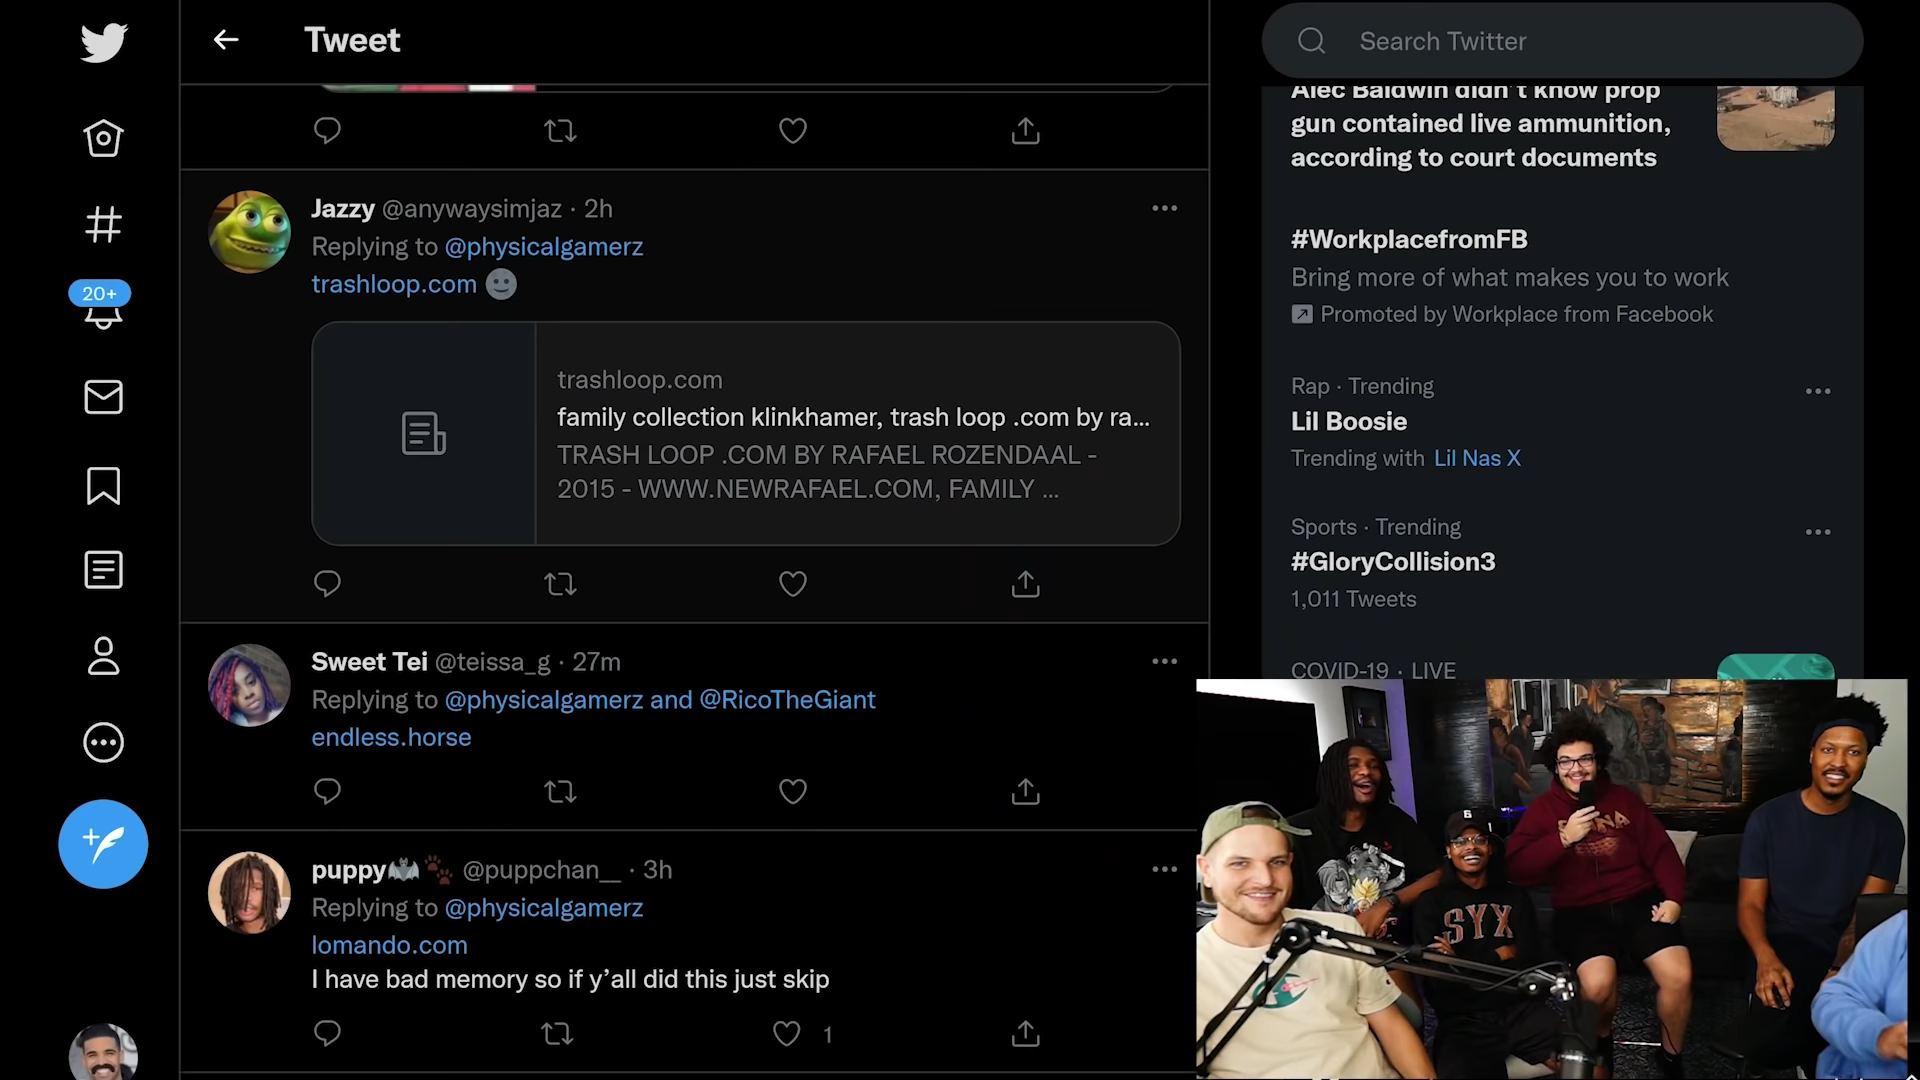 Tweet
Search Twitter
20+
Jazzy @anywaysimjaz · 2h
Replying to @physicalgamerz
trashloop.com
trashloop.com
family collection klinkhamer, trash loop .com by ra...
TRASH LOOP .COM BY RAFAEL ROZENDAAL -
2015 - WWW.NEWRAFAEL.COM, FAMILY ...
Sweet Tei @teissa_g · 27m
Replying to @physicalgamerz and @RicoTheGiant
endless.horse
puppy @puppchan__ · 3h
Replying to @physicalgamerz
lomando.com
I have bad memory so if y’all did this just skip
1
Alec Baldwin didn't know prop
gun contained live ammunition,
according to court documents
#WorkplacefromFB
Bring more of what makes you to work
Promoted by Workplace from Facebook
Rap · Trending
Lil Boosie
Trending with Lil Nas X
Sports · Trending
#GloryCollision3
1,011 Tweets
COVID-19 · LIVE
6
SYX